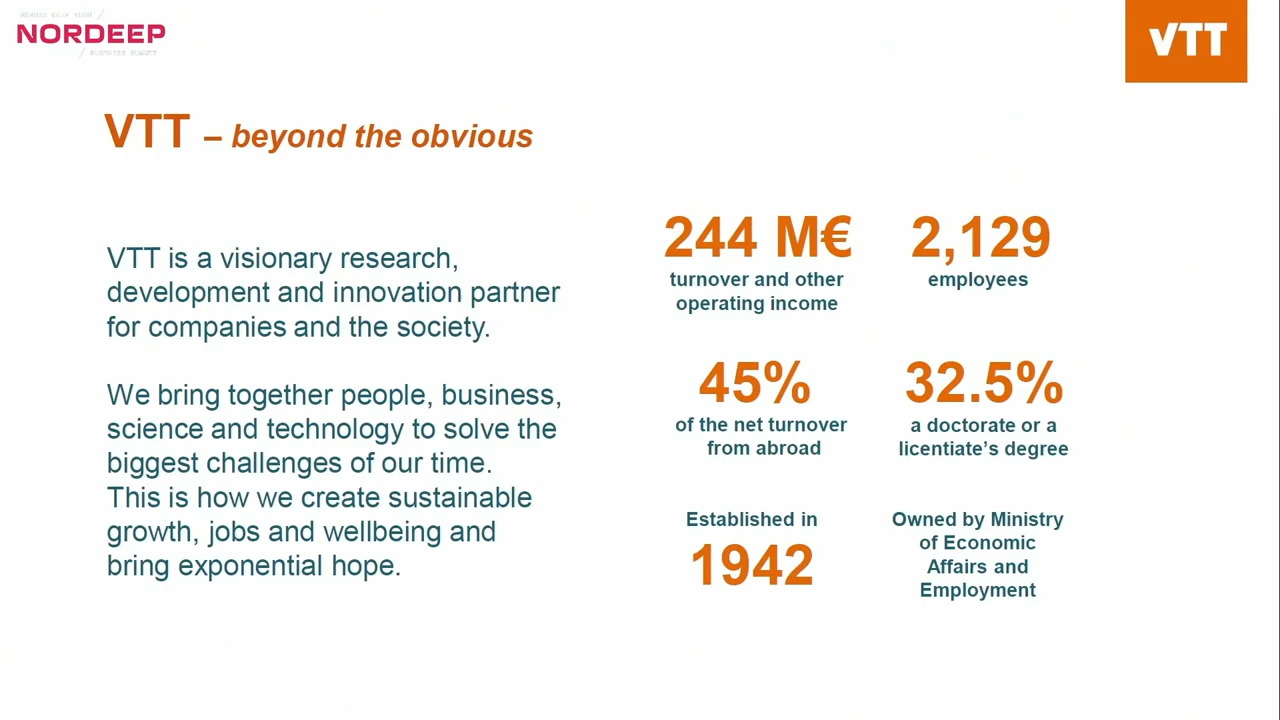 NORDEEP
VTT
VTT – beyond the obvious
VTT is a visionary research,
development and innovation partner
for companies and the society.
We bring together people, business,
science and technology to solve the
biggest challenges of our time.
This is how we create sustainable
growth, jobs and wellbeing and
bring exponential hope.
244 M€
turnover and other
operating income
2,129
employees
45%
of the net turnover
from abroad
32.5%
a doctorate or a
licentiate's degree
Established in
1942
Owned by Ministry
of Economic
Affairs and
Employment